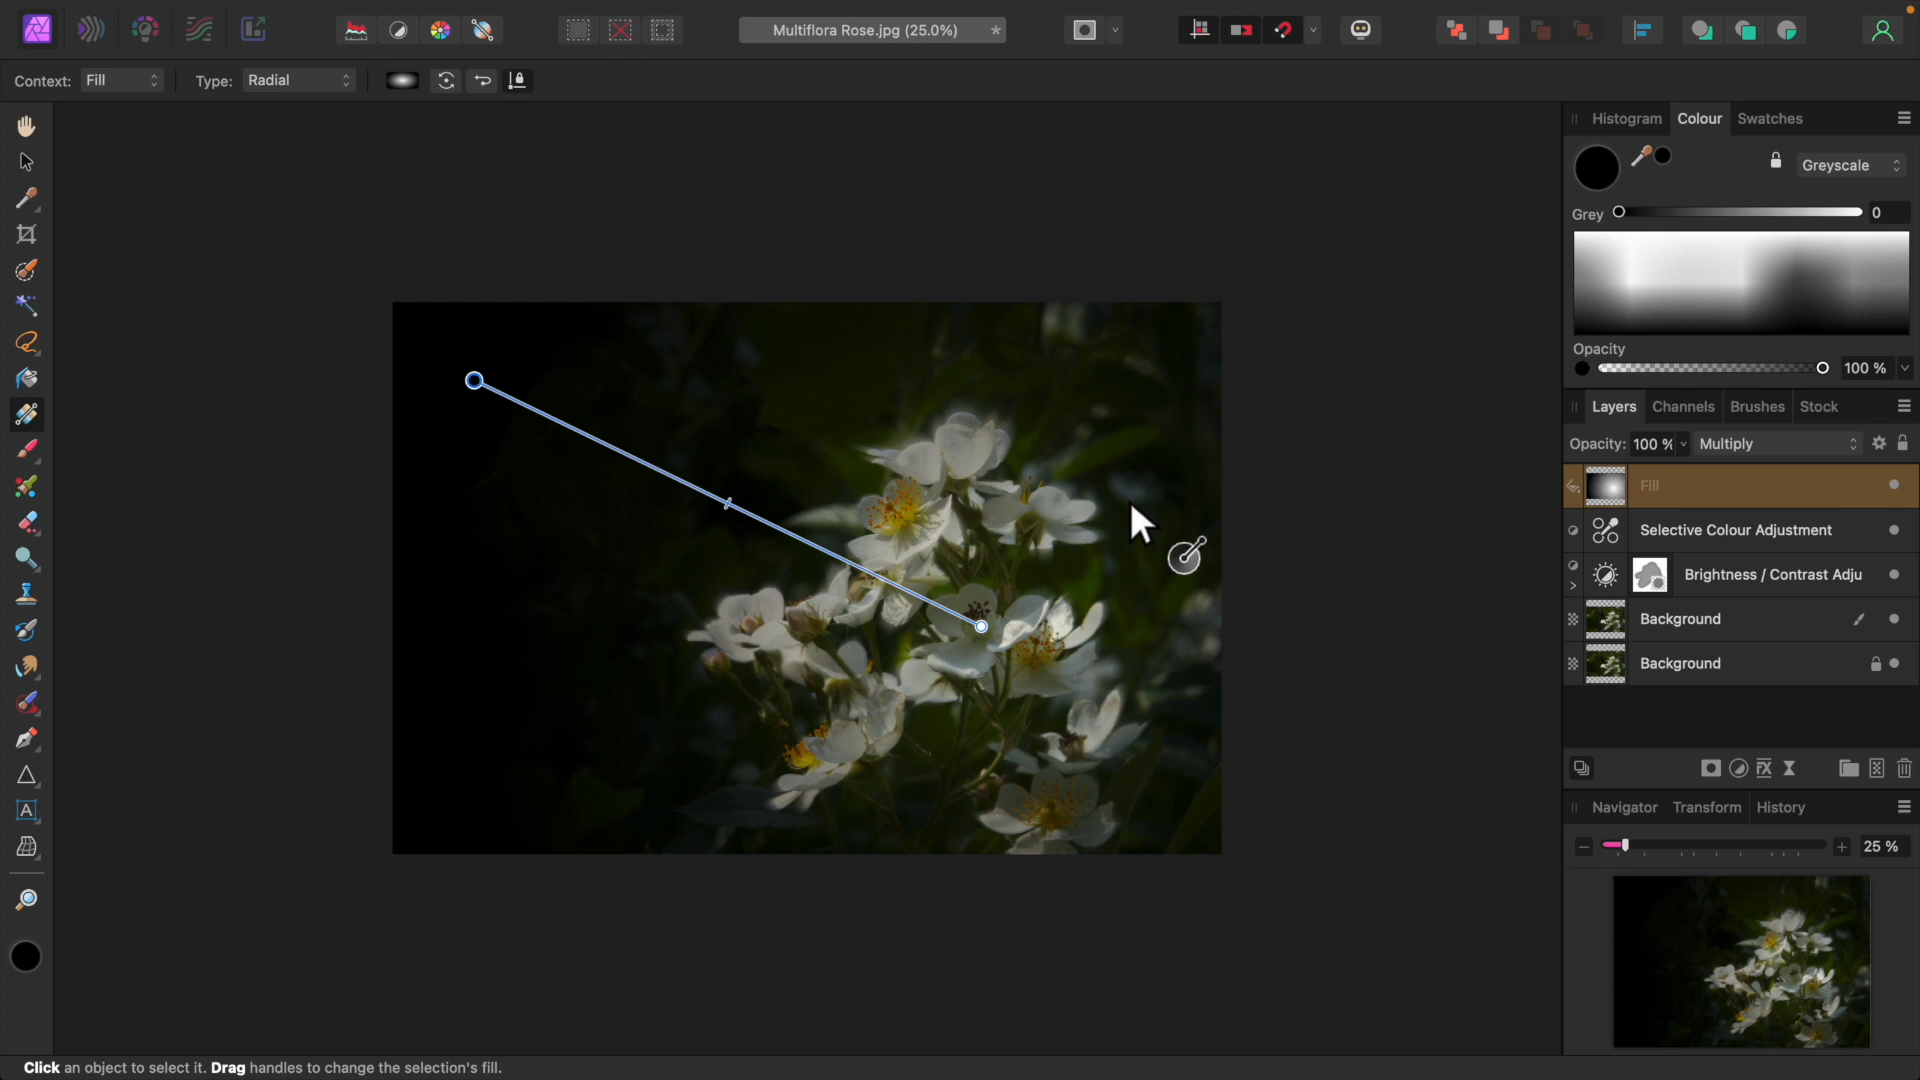 Multiflora Rose.jpg (25.0%) *
Context: Fill Type: Radial
Histogram Colour Swatches
Greyscale
Grey 0
Opacity
100 %
Layers Channels Brushes Stock
Opacity: 100 % Multiply
Fill
Selective Colour Adjustment
Brightness / Contrast Adju
Background
Background
Navigator Transform History
25 %
Click an object to select it. Drag handles to change the selection's fill.